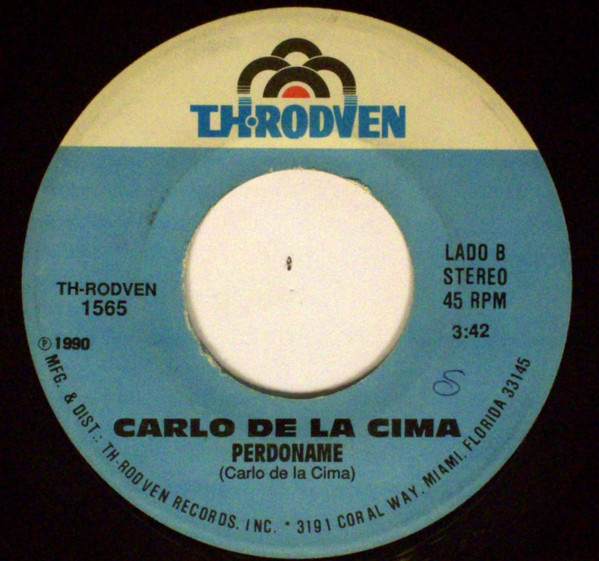 TH·RODVEN
LADO B
STEREO
45 RPM
3:42
TH-RODVEN
1565
℗ 1990
CARLO DE LA CIMA
PERDONAME
(Carlo de la Cima)
MFG. & DIST.: TH-RODVEN RECORDS, INC. * 3191 CORAL WAY. MIAMI. FLORIDA 33145